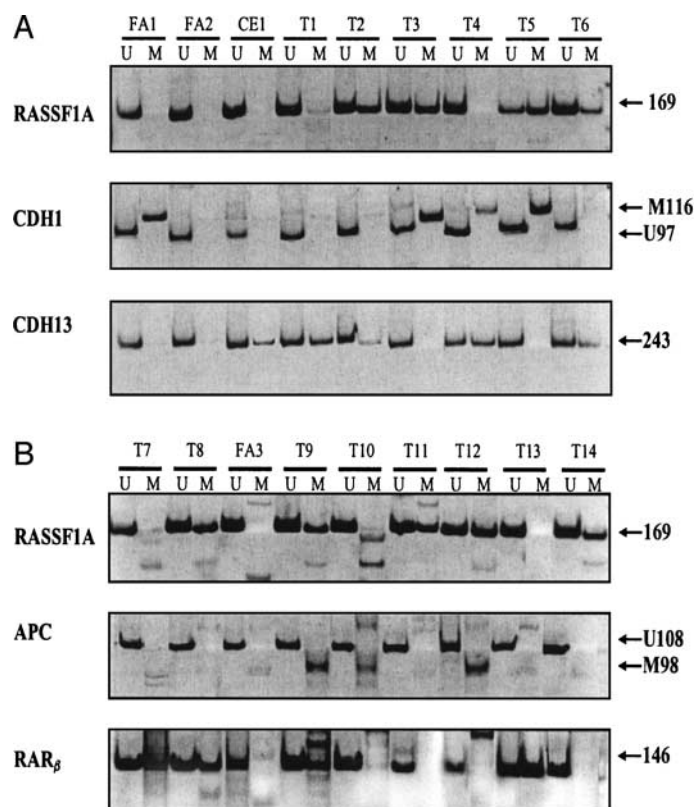 A
FA1 FA2 CE1 T1 T2 T3 T4 T5 T6
U M U M U M U M U M U M U M U M U M
RASSF1A
169
CDH1
M116
U97
CDH13
243
B
T7 T8 FA3 T9 T10 T11 T12 T13 T14
U M U M U M U M U M U M U M U M U M
RASSF1A
169
APC
U108
M98
RARβ
146